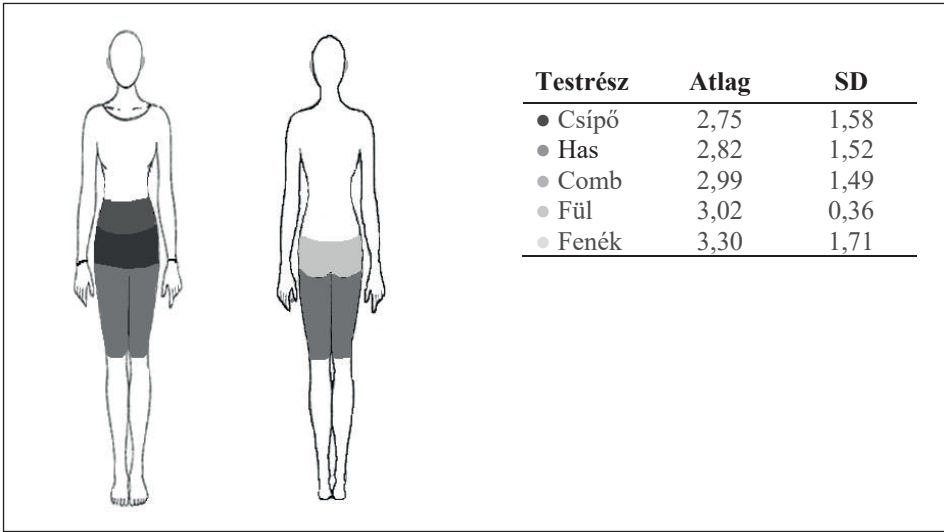 Testrész Atlag SD
● Csípő 2,75 1,58
● Has 2,82 1,52
● Comb 2,99 1,49
● Fül 3,02 0,36
● Fenék 3,30 1,71